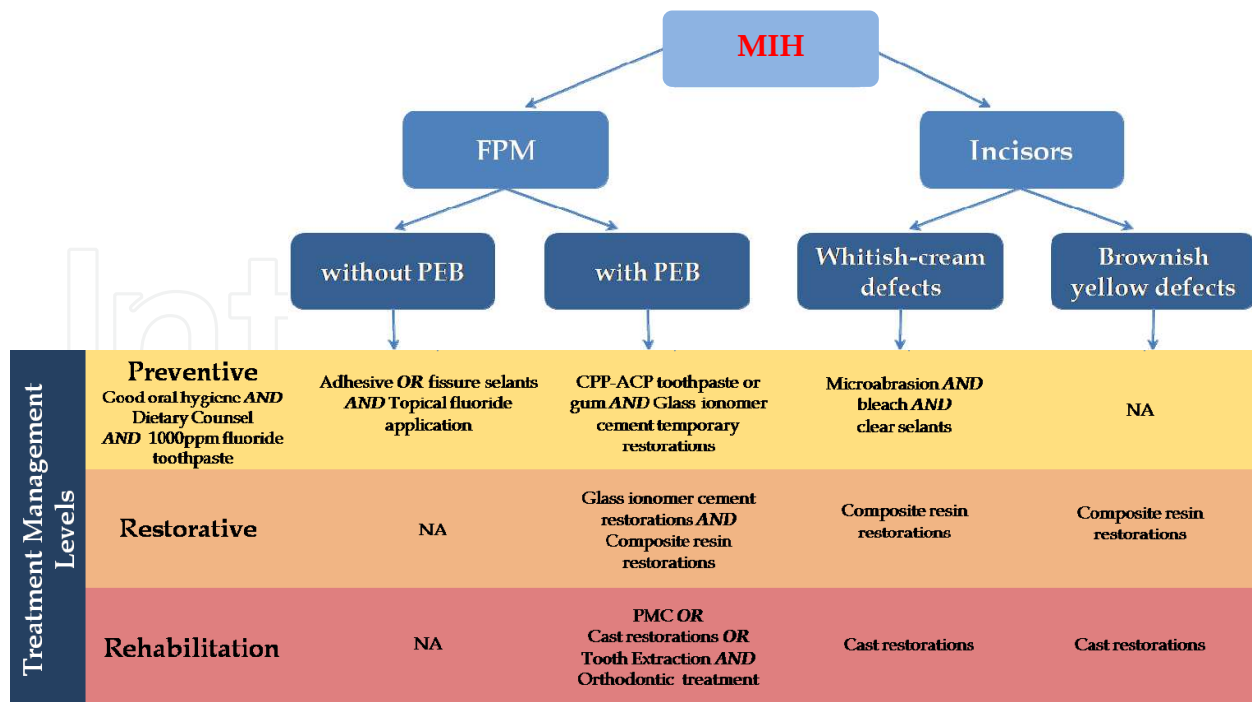 MIH
FPM
Incisors
without PEB
with PEB
Whitish-cream
defects
Brownish
yellow defects
Int
Treatment Management
Levels
Preventive
Good oral hygiene AND
Dietary Counsel
AND 1000ppm fluoride
toothpaste
Adhesive OR fissure selants
AND Topical fluoride
application
CPP-ACP toothpaste or
gum AND Glass ionomer
cement temporary
restorations
Microabrasion AND
bleach AND
clear selants
NA
Restorative
NA
Glass ionomer cement
restorations AND
Composite resin
restorations
Composite resin
restorations
Composite resin
restorations
Rehabilitation
NA
PMC OR
Cast restorations OR
Tooth Extraction AND
Orthodontic treatment
Cast restorations
Cast restorations